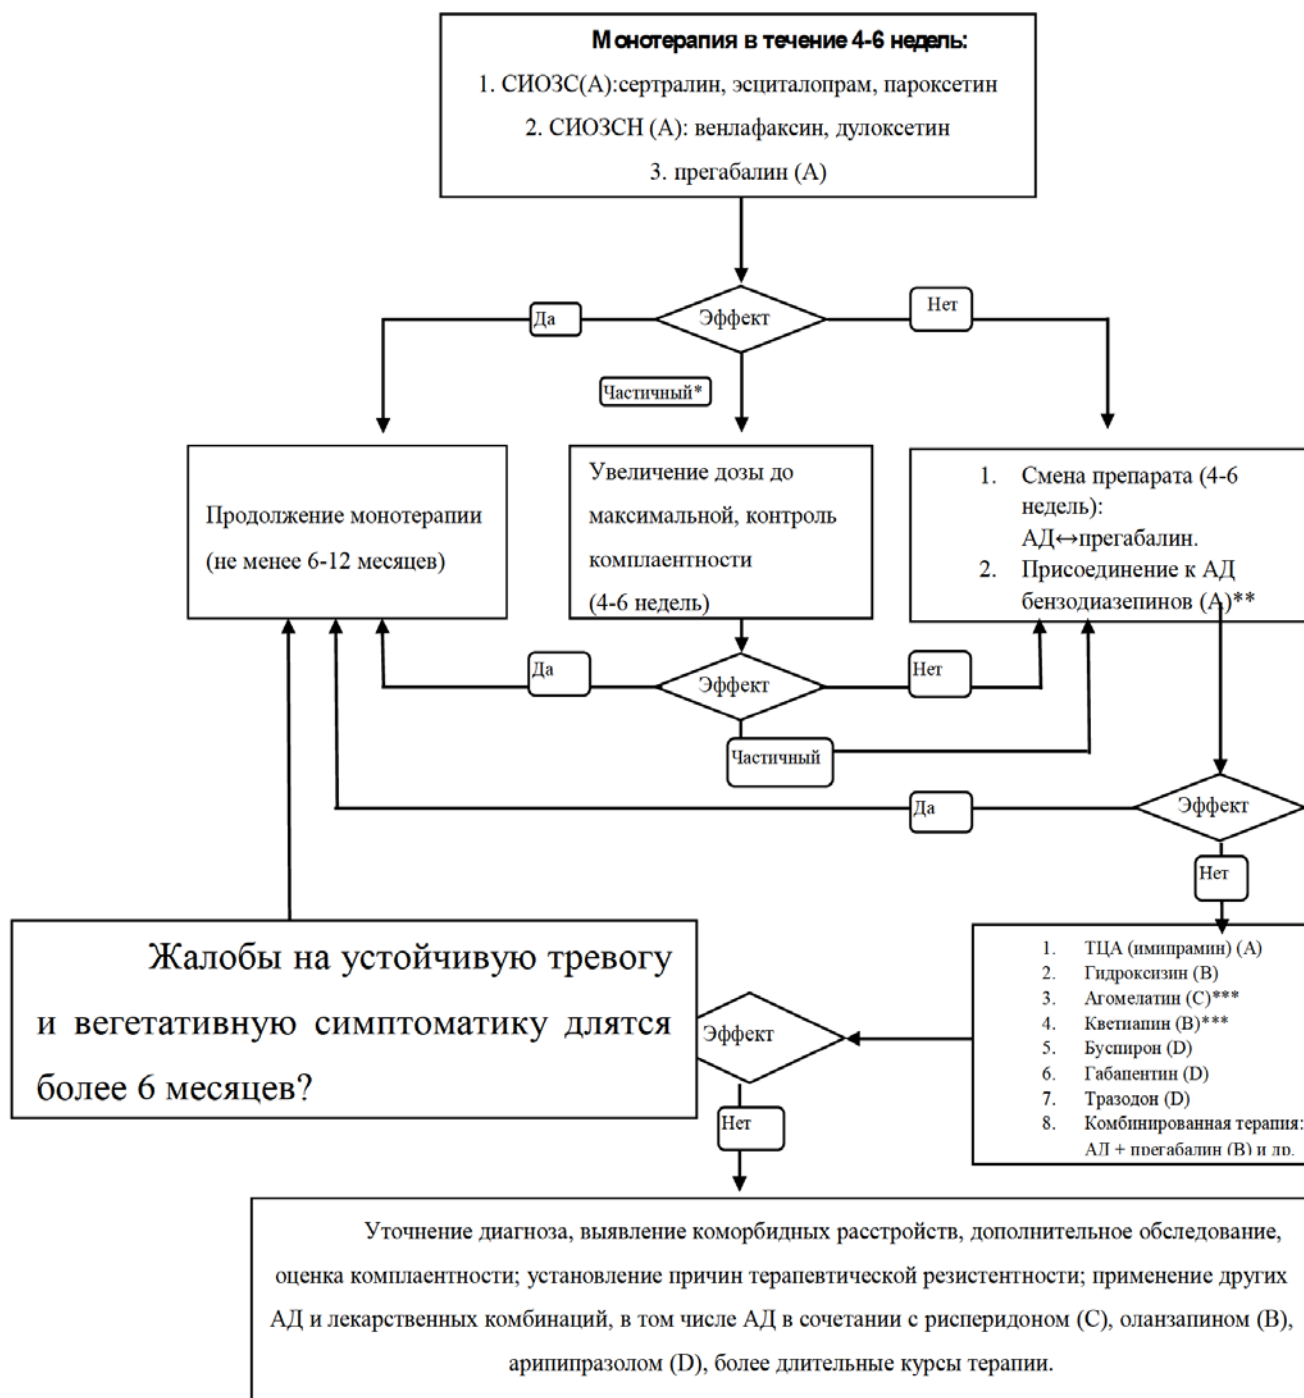 Монотерапия в течение 4-6 недель:
1. СИОЗС(А):сертралин, эсциталопрам, пароксетин
2. СИОЗСН (А): венлафаксин, дулоксетин
3. прегабалин (А)
Эффект
Да
Нет
Частичный*
Продолжение монотерапии
(не менее 6-12 месяцев)
Увеличение дозы до
максимальной, контроль
комплаентности
(4-6 недель)
1. Смена препарата (4-6
недель):
АД↔прегабалин.
2. Присоединение к АД
бензодиазепинов (А)**
Да
Эффект
Нет
Частичный
Да
Эффект
Нет
Жалобы на устойчивую тревогу
и вегетативную симптоматику длятся
более 6 месяцев?
Эффект
Нет
1. ТЦА (имипрамин) (А)
2. Гидроксизин (В)
3. Агомелатин (С)***
4. Кветиапин (В)***
5. Буспирон (D)
6. Габапентин (D)
7. Тразодон (D)
8. Комбинированная терапия:
АД + прегабалин (В) и др.
Уточнение диагноза, выявление коморбидных расстройств, дополнительное обследование,
оценка комплаентности; установление причин терапевтической резистентности; применение других
АД и лекарственных комбинаций, в том числе АД в сочетании с рисперидоном (С), оланзапином (В),
арипипразолом (D), более длительные курсы терапии.